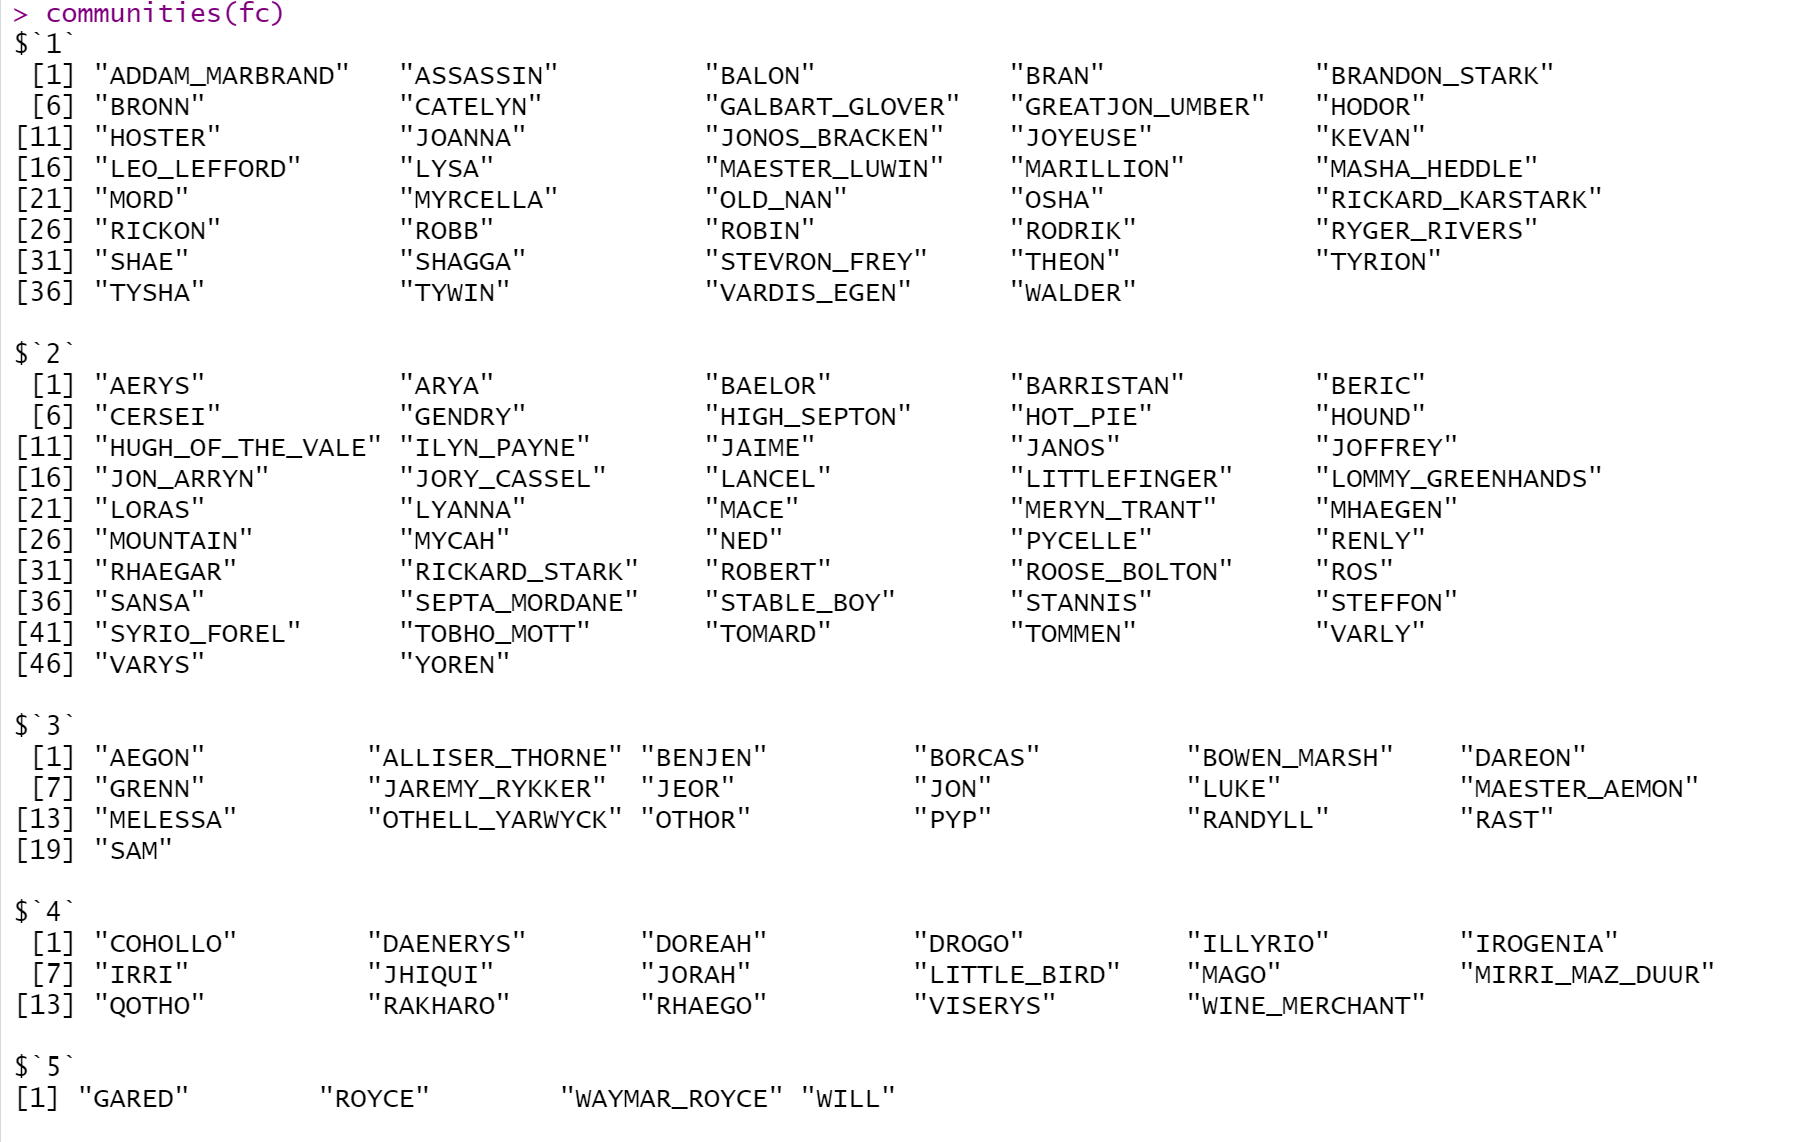 > communities(fc)
$`1`
 [1] "ADDAM_MARBRAND"   "ASSASSIN"         "BALON"            "BRAN"             "BRANDON_STARK"
 [6] "BRONN"            "CATELYN"          "GALBART_GLOVER"   "GREATJON_UMBER"   "HODOR"
[11] "HOSTER"           "JOANNA"           "JONOS_BRACKEN"    "JOYEUSE"          "KEVAN"
[16] "LEO_LEFFORD"      "LYSA"             "MAESTER_LUWIN"    "MARILLION"        "MASHA_HEDDLE"
[21] "MORD"             "MYRCELLA"         "OLD_NAN"          "OSHA"             "RICKARD_KARSTARK"
[26] "RICKON"           "ROBB"             "ROBIN"            "RODRIK"           "RYGER_RIVERS"
[31] "SHAE"             "SHAGGA"           "STEVRON_FREY"     "THEON"            "TYRION"
[36] "TYSHA"            "TYWIN"            "VARDIS_EGEN"      "WALDER"
$`2`
 [1] "AERYS"            "ARYA"             "BAELOR"           "BARRISTAN"        "BERIC"
 [6] "CERSEI"           "GENDRY"           "HIGH_SEPTON"      "HOT_PIE"          "HOUND"
[11] "HUGH_OF_THE_VALE" "ILYN_PAYNE"       "JAIME"            "JANOS"            "JOFFREY"
[16] "JON_ARRYN"        "JORY_CASSEL"      "LANCEL"           "LITTLEFINGER"     "LOMMY_GREENHANDS"
[21] "LORAS"            "LYANNA"           "MACE"             "MERYN_TRANT"      "MHAEGEN"
[26] "MOUNTAIN"         "MYCAH"            "NED"              "PYCELLE"          "RENLY"
[31] "RHAEGAR"          "RICKARD_STARK"    "ROBERT"           "ROOSE_BOLTON"     "ROS"
[36] "SANSA"            "SEPTA_MORDANE"    "STABLE_BOY"       "STANNIS"          "STEFFON"
[41] "SYRIO_FOREL"      "TOBHO_MOTT"       "TOMARD"           "TOMMEN"           "VARLY"
[46] "VARYS"            "YOREN"
$`3`
 [1] "AEGON"          "ALLISER_THORNE" "BENJEN"         "BORCAS"         "BOWEN_MARSH"    "DAREON"
 [7] "GRENN"          "JAREMY_RYKKER"  "JEOR"           "JON"            "LUKE"           "MAESTER_AEMON"
[13] "MELESSA"        "OTHELL_YARWYCK" "OTHOR"          "PYP"            "RANDYLL"        "RAST"
[19] "SAM"
$`4`
 [1] "COHOLLO"        "DAENERYS"       "DOREAH"         "DROGO"          "ILLYRIO"        "IROGENIA"
 [7] "IRRI"           "JHIQUI"         "JORAH"          "LITTLE_BIRD"    "MAGO"           "MIRRI_MAZ_DUUR"
[13] "QOTHO"          "RAKHARO"        "RHAEGO"         "VISERYS"        "WINE_MERCHANT"
$`5`
[1] "GARED"        "ROYCE"        "WAYMAR_ROYCE" "WILL"